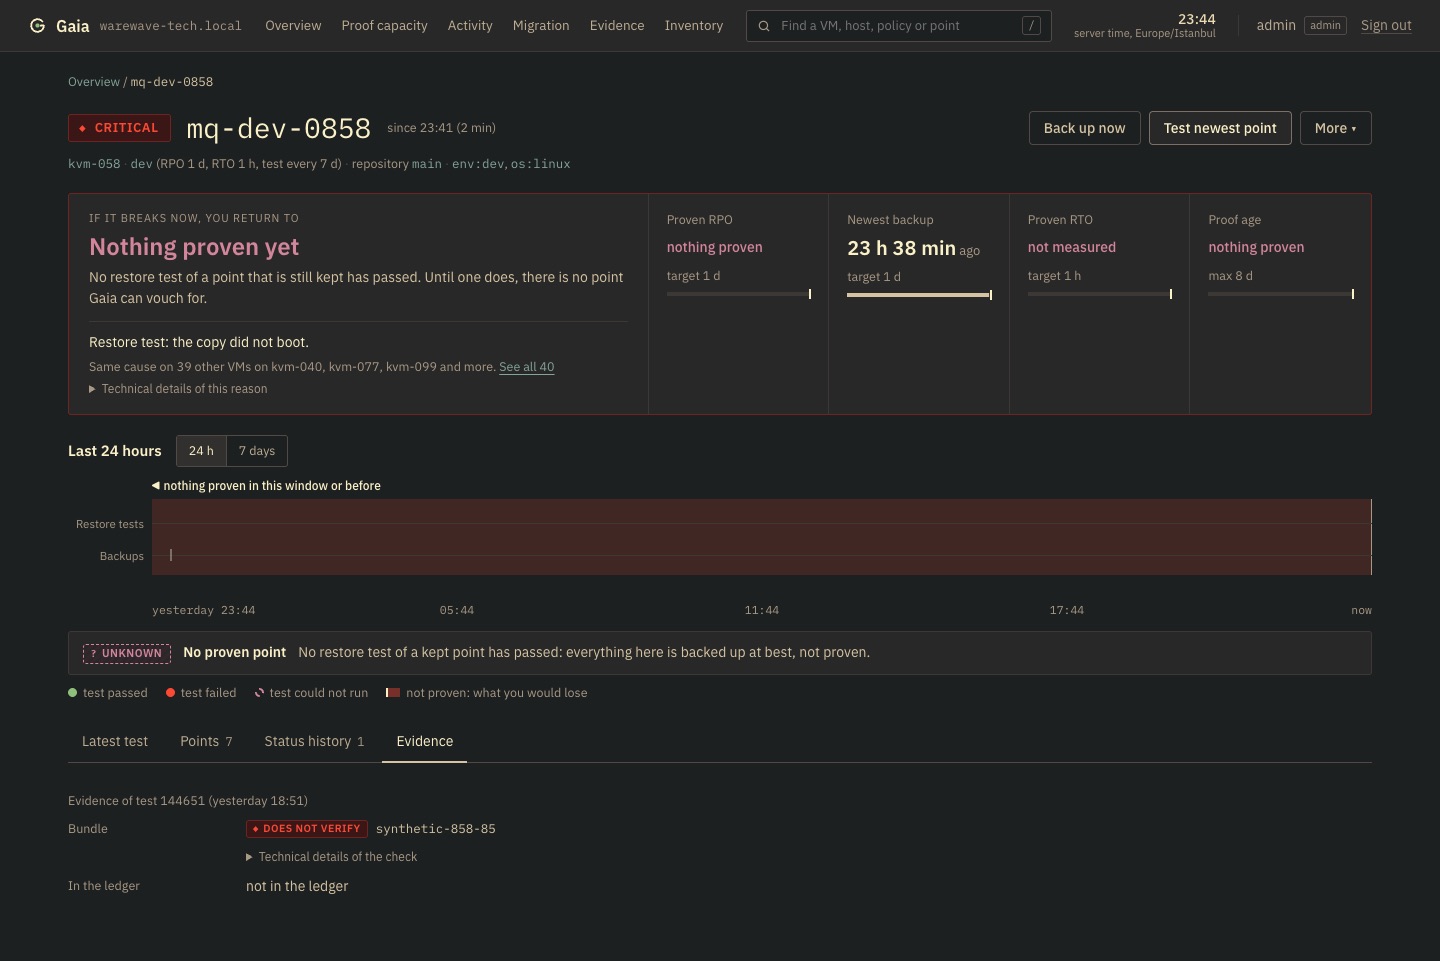 Gaia warewave-tech.local Overview Proof capacity Activity Migration Evidence Inventory Find a VM, host, policy or point / 23:44 admin admin Sign out
server time, Europe/Istanbul
Overview / mq-dev-0858
CRITICAL mq-dev-0858 since 23:41 (2 min) Back up now Test newest point More
kvm-058 · dev (RPO 1 d, RTO 1 h, test every 7 d) · repository main · env:dev, os:linux
IF IT BREAKS NOW, YOU RETURN TO
Nothing proven yet
No restore test of a point that is still kept has passed. Until one does, there is no point
Gaia can vouch for.
Restore test: the copy did not boot.
Same cause on 39 other VMs on kvm-040, kvm-077, kvm-099 and more. See all 40
Technical details of this reason
Proven RPO
nothing proven
target 1 d
Newest backup
23 h 38 min ago
target 1 d
Proven RTO
not measured
target 1 h
Proof age
nothing proven
max 8 d
Last 24 hours 24 h 7 days
nothing proven in this window or before
Restore tests
Backups
yesterday 23:44 05:44 11:44 17:44 now
? UNKNOWN No proven point No restore test of a kept point has passed: everything here is backed up at best, not proven.
test passed test failed test could not run not proven: what you would lose
Latest test Points 7 Status history 1 Evidence
Evidence of test 144651 (yesterday 18:51)
Bundle DOES NOT VERIFY synthetic-858-85
Technical details of the check
In the ledger not in the ledger